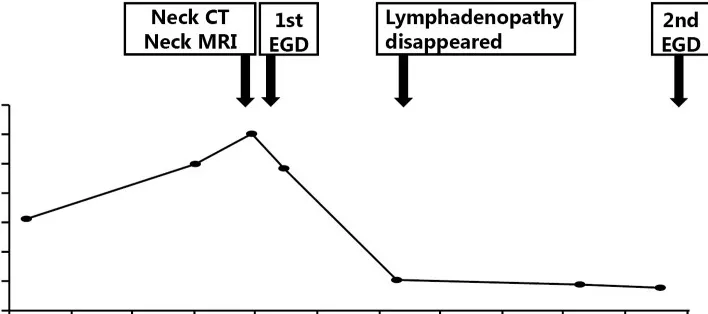 Neck CT
Neck MRI
1st
EGD
Lymphadenopathy
disappeared
2nd
EGD